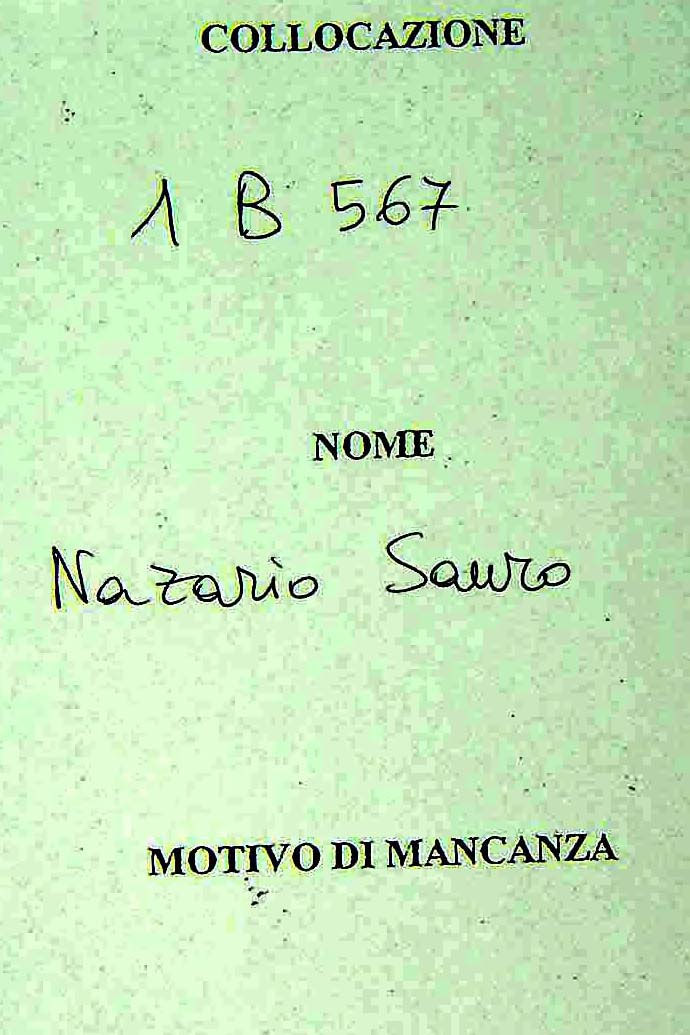 COLLOCAZIONE
1 B 567
NOME
Nazario Sauro
MOTIVO DI MANCANZA